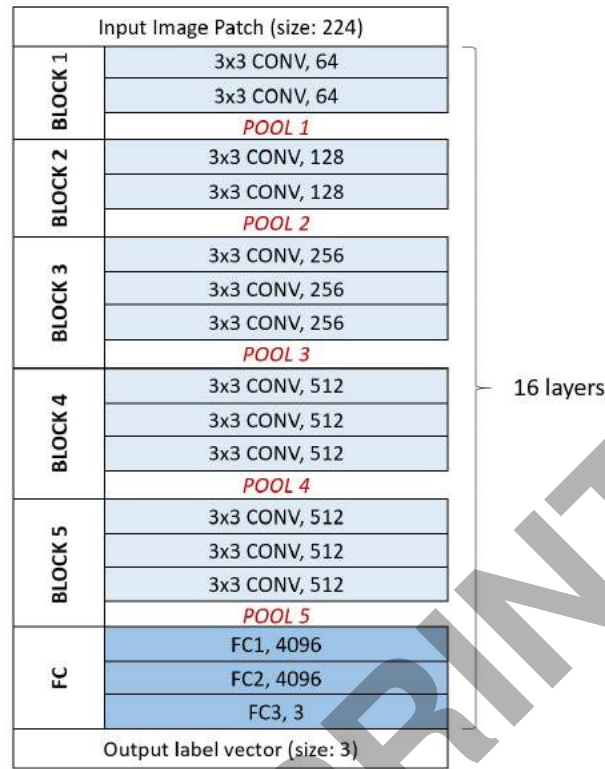 Input Image Patch (size: 224)
BLOCK 1
3x3 CONV, 64
3x3 CONV, 64
POOL 1
BLOCK 2
3x3 CONV, 128
3x3 CONV, 128
POOL 2
BLOCK 3
3x3 CONV, 256
3x3 CONV, 256
3x3 CONV, 256
POOL 3
BLOCK 4
3x3 CONV, 512
3x3 CONV, 512
3x3 CONV, 512
POOL 4
BLOCK 5
3x3 CONV, 512
3x3 CONV, 512
3x3 CONV, 512
POOL 5
FC
FC1, 4096
FC2, 4096
FC3, 3
Output label vector (size: 3)
16 layers
PRINT